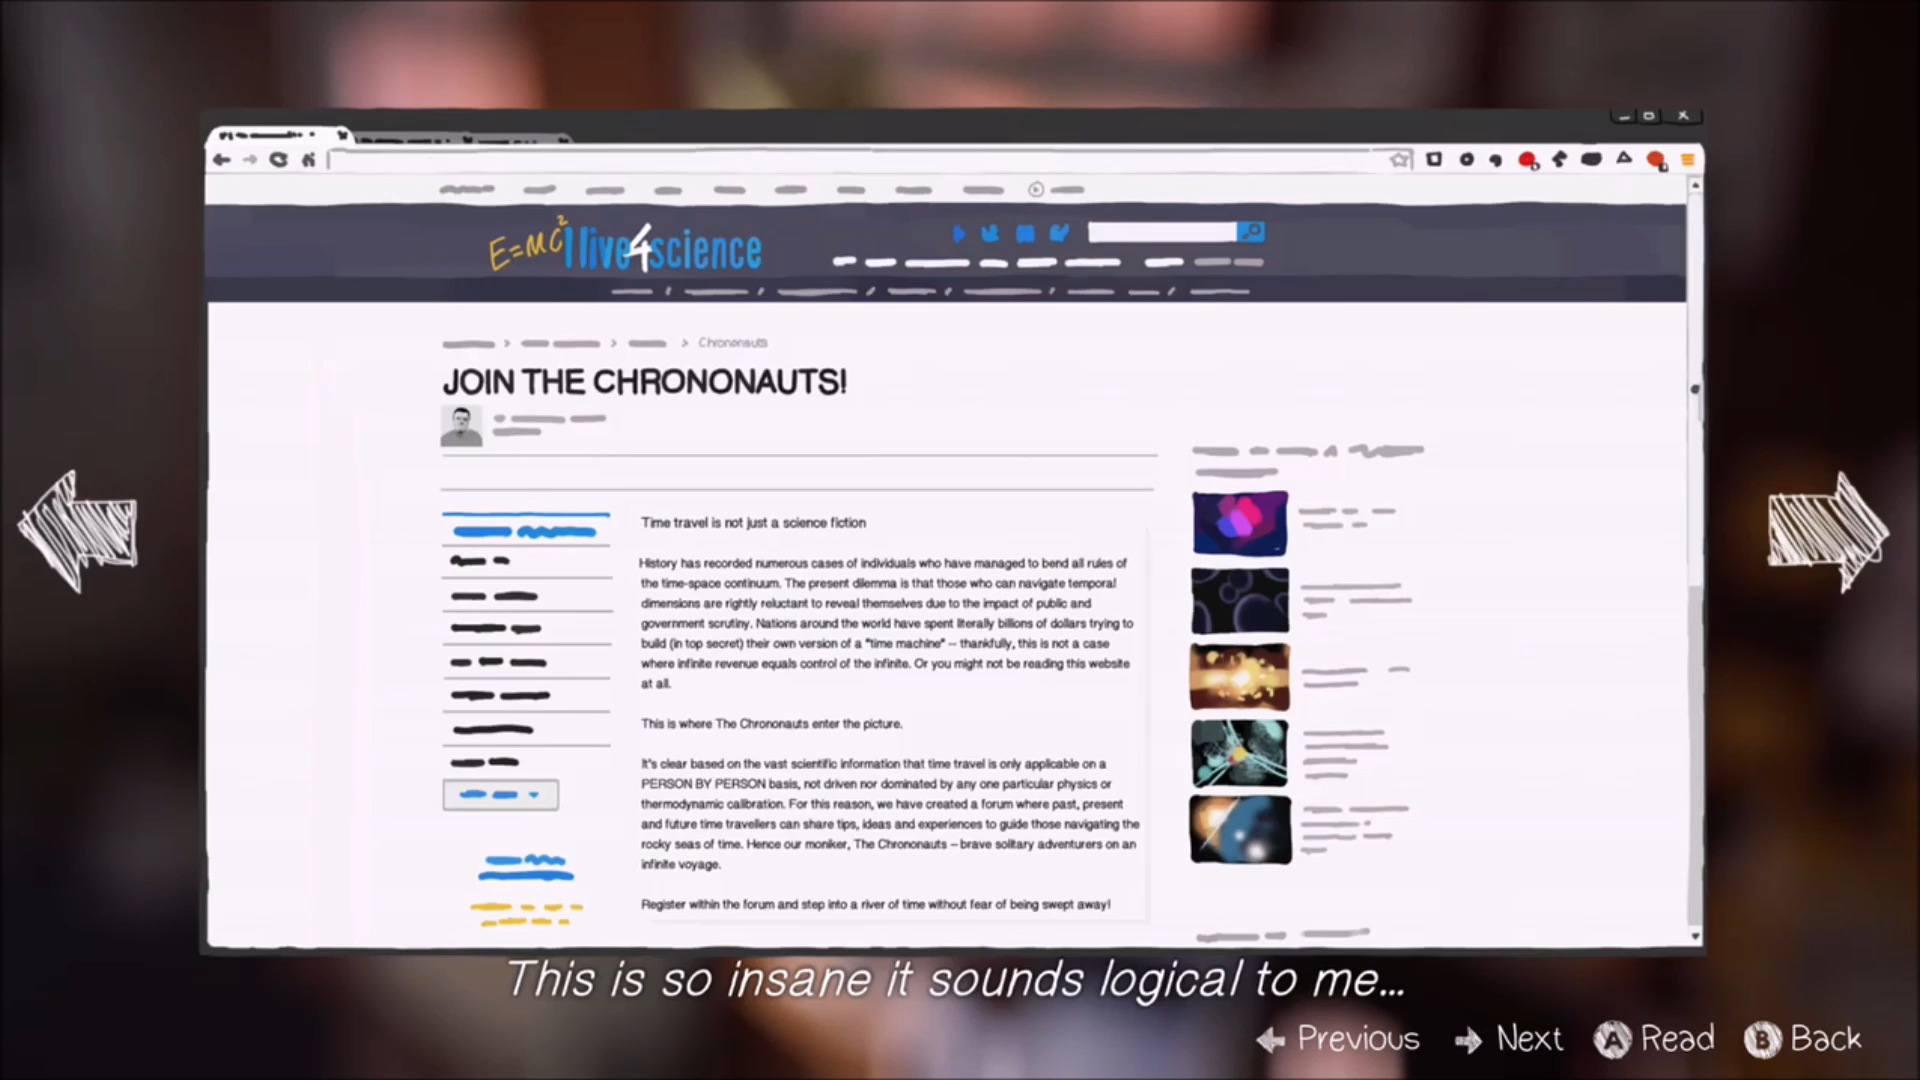 E=MC² I live4science
Chrononauts
JOIN THE CHRONONAUTS!
Time travel is not just a science fiction
History has recorded numerous cases of individuals who have managed to bend all rules of
the time-space continuum. The present dilemma is that those who can navigate temporal
dimensions are rightly reluctant to reveal themselves due to the impact of public and
government scrutiny. Nations around the world have spent literally billions of dollars trying to
build (in top secret) their own version of a "time machine" – thankfully, this is not a case
where infinite revenue equals control of the infinite. Or you might not be reading this website
at all.
This is where The Chrononauts enter the picture.
It's clear based on the vast scientific information that time travel is only applicable on a
PERSON BY PERSON basis, not driven nor dominated by any one particular physics or
thermodynamic calibration. For this reason, we have created a forum where past, present
and future time travellers can share tips, ideas and experiences to guide those navigating the
rocky seas of time. Hence our moniker, The Chrononauts – brave solitary adventurers on an
infinite voyage.
Register within the forum and step into a river of time without fear of being swept away!
This is so insane it sounds logical to me...
Previous Next A Read B Back